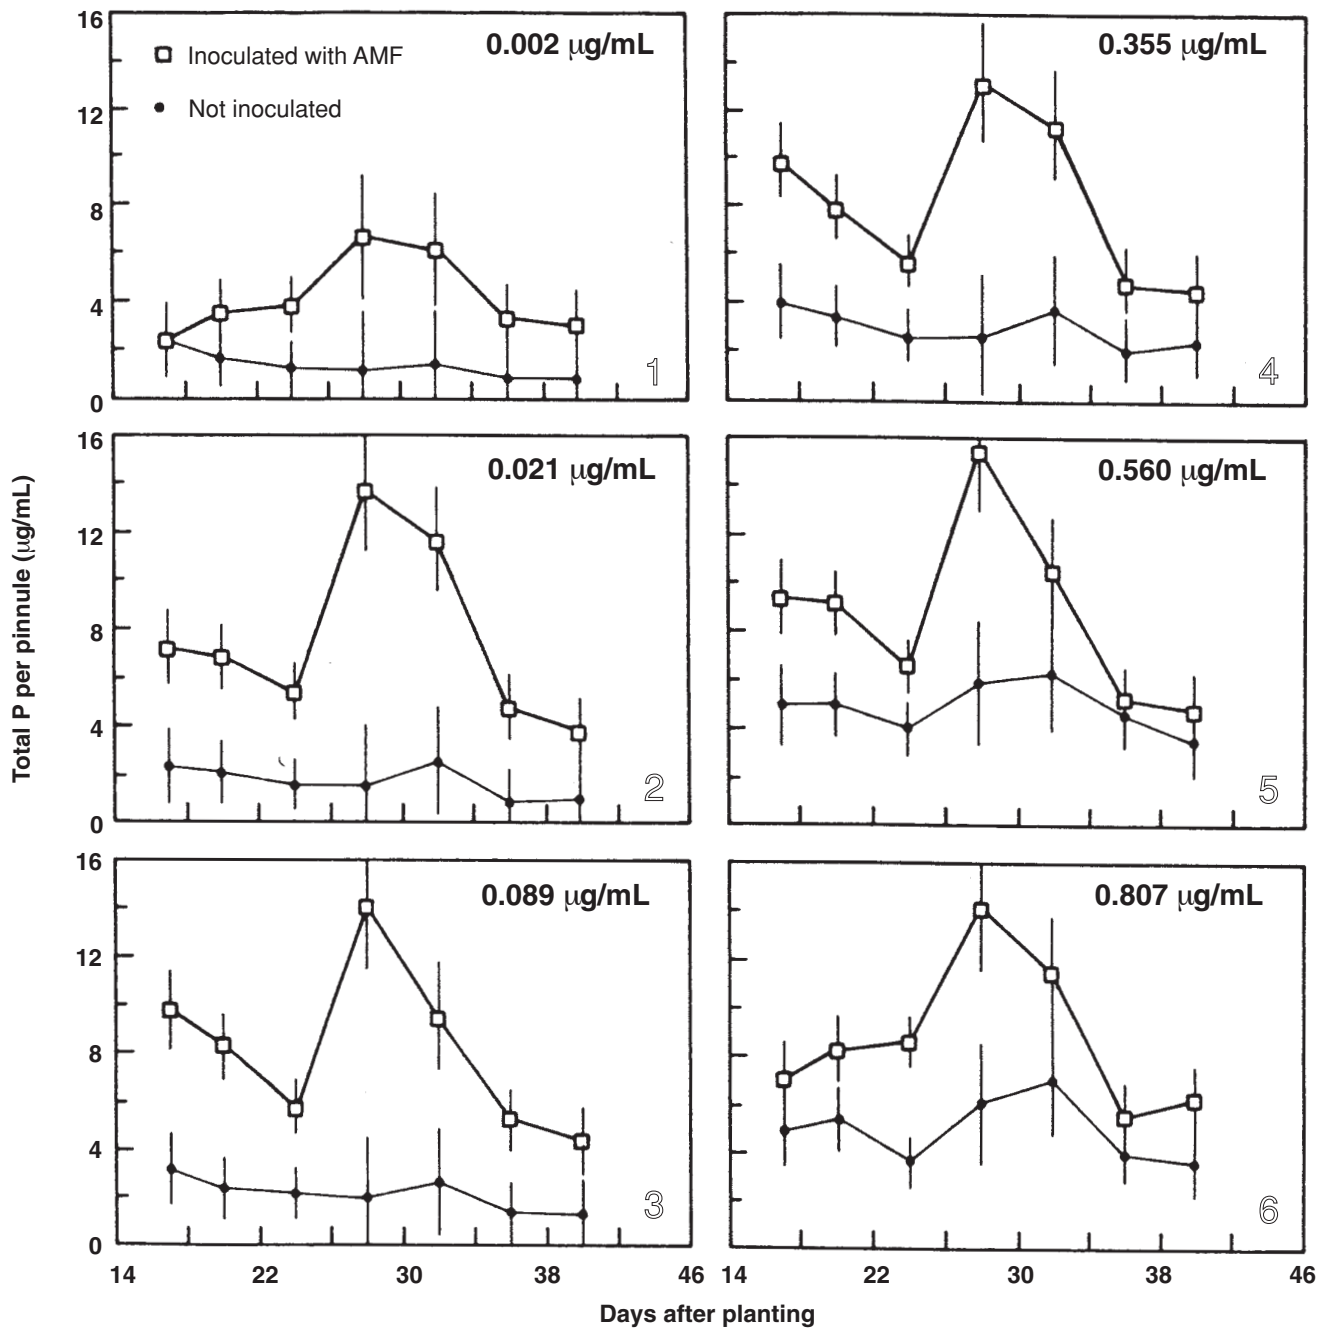 16
12
8
4
0
Inoculated with AMF
Not inoculated
0.002 µg/mL
1
0.355 µg/mL
4
16
12
8
4
0
0.021 µg/mL
2
0.560 µg/mL
5
Total P per pinnule (µg/mL)
16
12
8
4
0
0.089 µg/mL
3
0.807 µg/mL
6
14 22 30 38 46
14 22 30 38 46
Days after planting